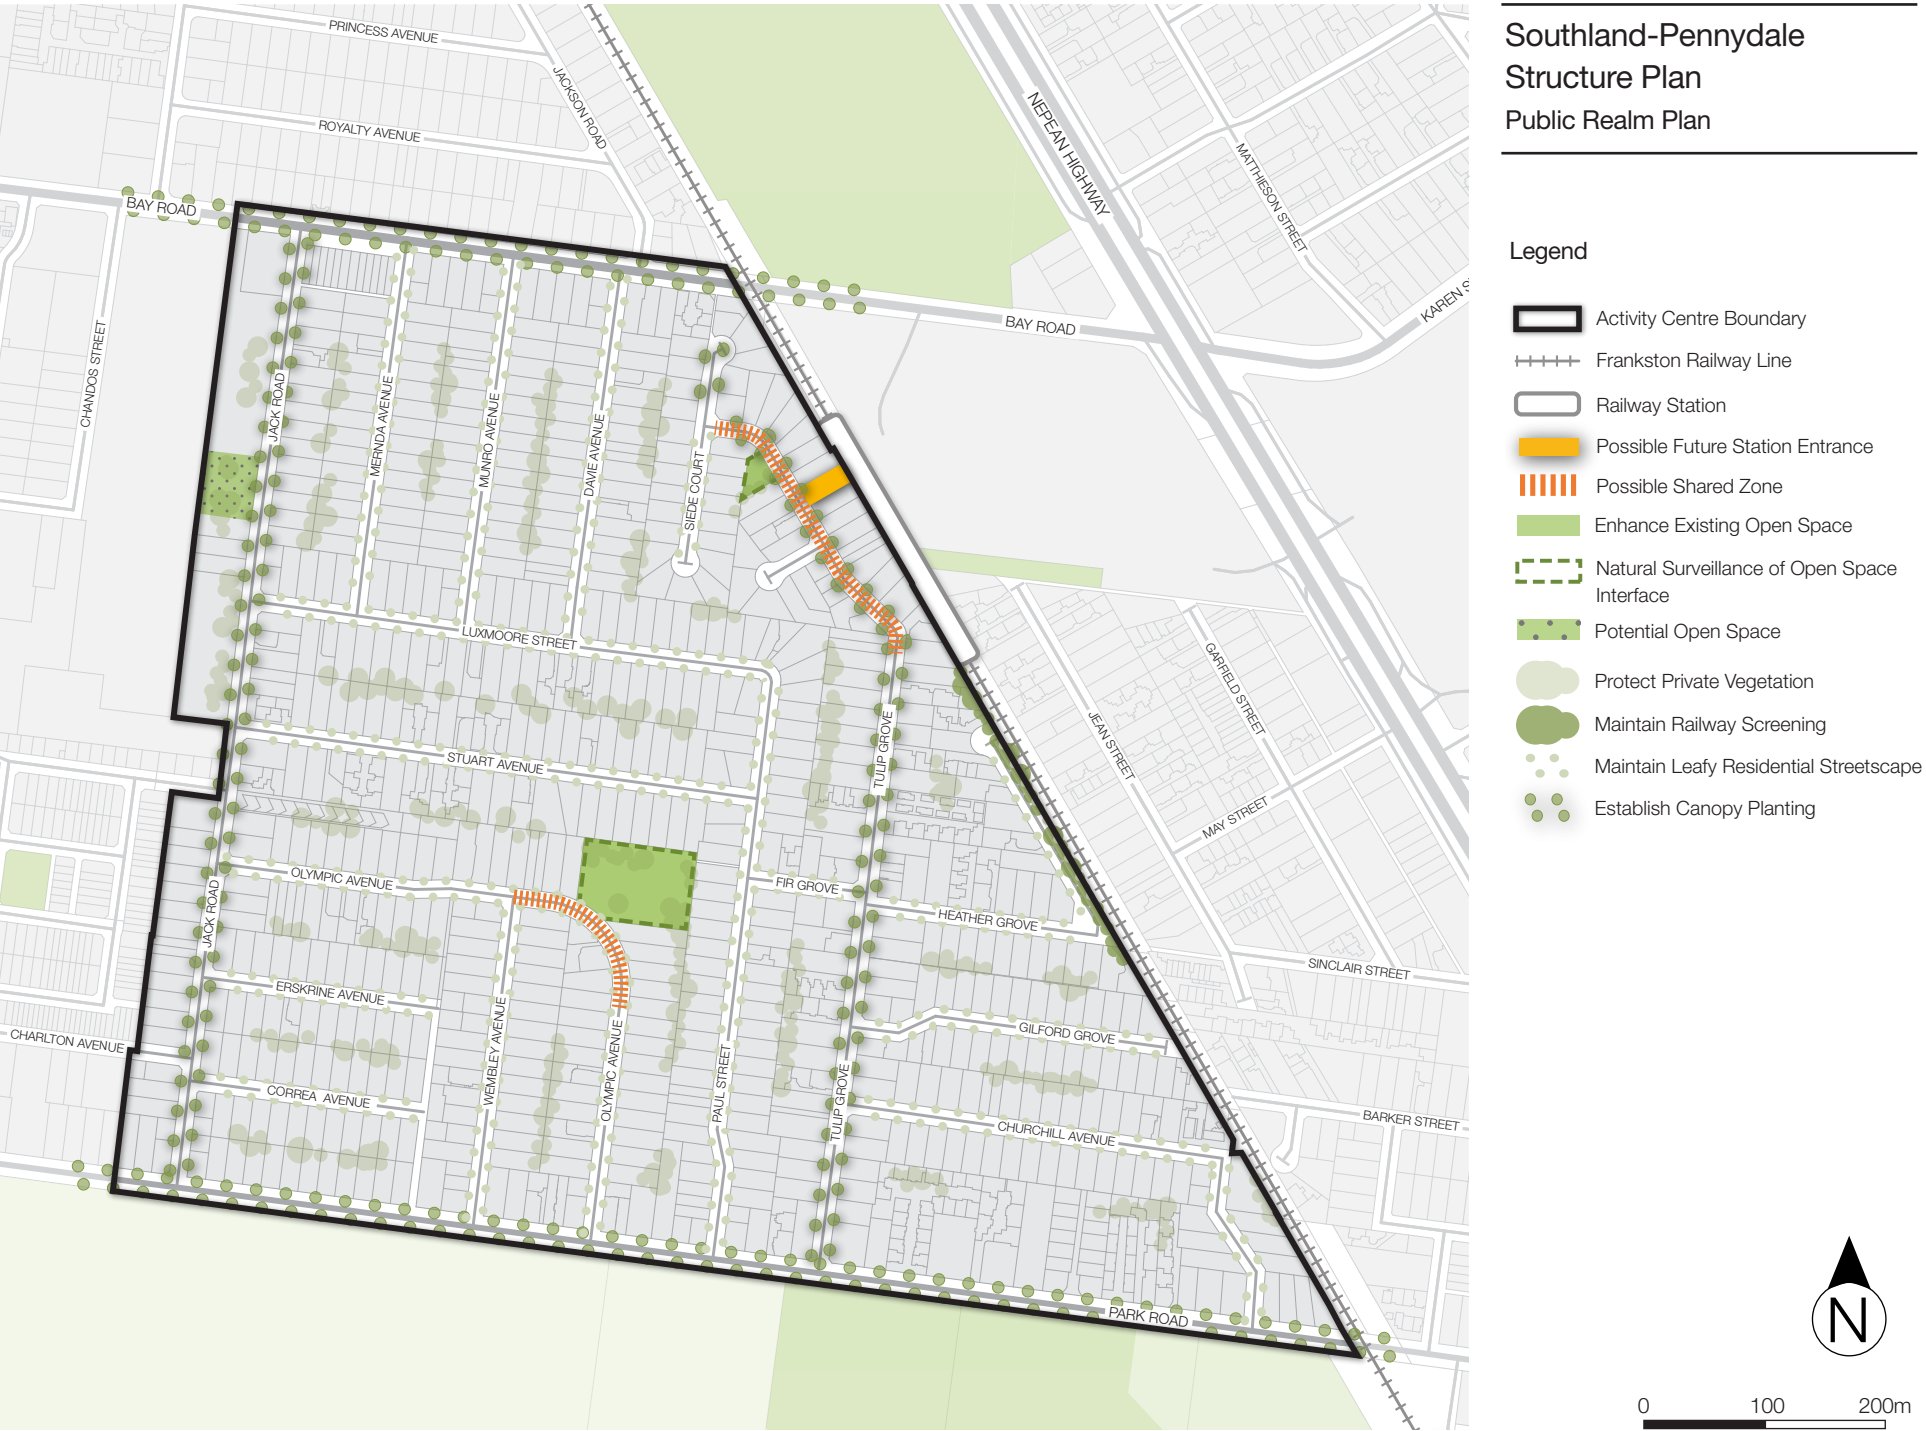 Southland-Pennydale
Structure Plan
Public Realm Plan
Legend
Activity Centre Boundary
Frankston Railway Line
Railway Station
Possible Future Station Entrance
Possible Shared Zone
Enhance Existing Open Space
Natural Surveillance of Open Space
Interface
Potential Open Space
Protect Private Vegetation
Maintain Railway Screening
Maintain Leafy Residential Streetscape
Establish Canopy Planting
N
0 100 200m
PRINCESS AVENUE
JACKSON ROAD
ROYALTY AVENUE
NEPEAN HIGHWAY
MATTHIESON STREET
BAY ROAD
BAY ROAD
KAREN S
CHANDOS STREET
JACK ROAD
MERNDA AVENUE
MUNRO AVENUE
DAVIE AVENUE
SIEDE COURT
LUXMOORE STREET
GARFIELD STREET
JEAN STREET
TULIP GROVE
STUART AVENUE
MAY STREET
OLYMPIC AVENUE
FIR GROVE
JACK ROAD
HEATHER GROVE
SINCLAIR STREET
ERSKRINE AVENUE
CHARLTON AVENUE
WEMBLEY AVENUE
OLYMPIC AVENUE
PAUL STREET
TULIP GROVE
GILFORD GROVE
CORREA AVENUE
CHURCHILL AVENUE
BARKER STREET
PARK ROAD